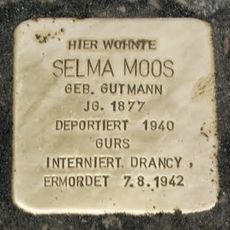 HIER WOHNTE
SELMA MOOS
GEB. GUTMANN
JG. 1877
DEPORTIERT 1940
GURS
INTERNIERT DRANCY,
ERMORDET 7.8.1942